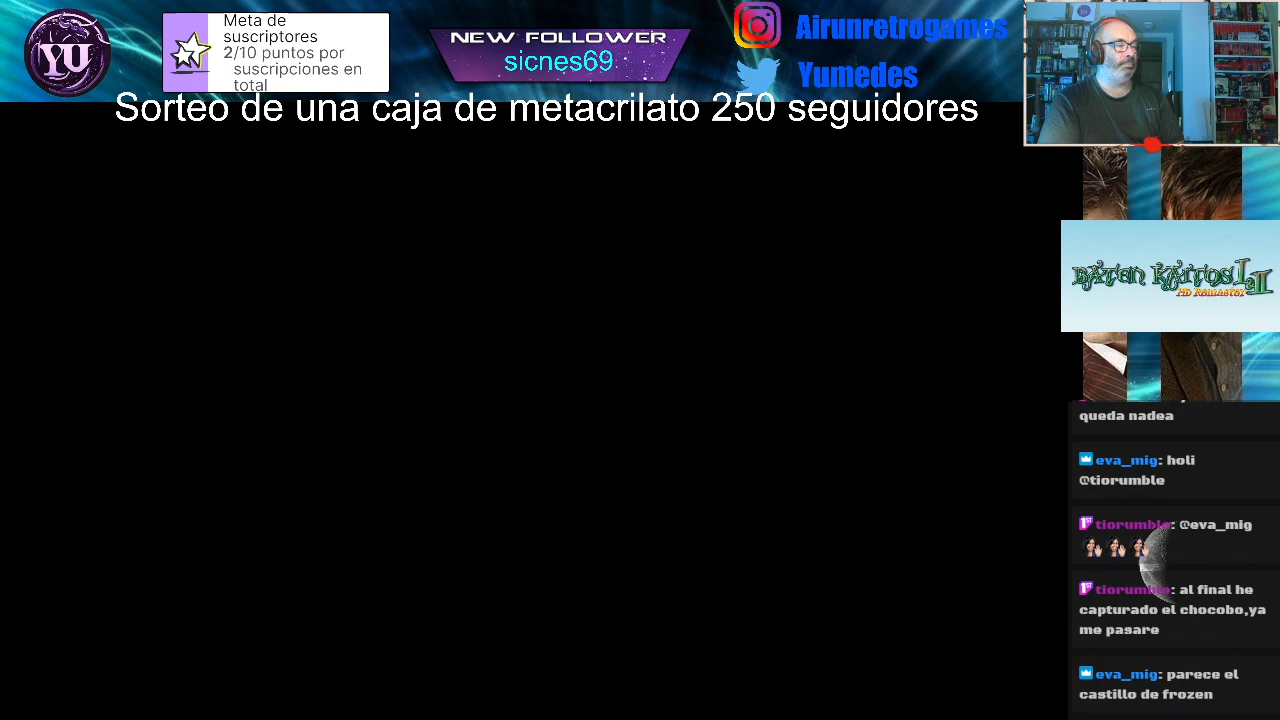 YU
Meta de
suscriptores
2/10 puntos por
suscripciones en
total
NEW FOLLOWER
sicnes69
Airunretrogames
Yumedes
Sorteo de una caja de metacrilato 250 seguidores
BATEN KAITOS I & II
HD Remaster
queda nadea
eva_mig: holi
@tiorumble
tiorumble: @eva_mig
tiorumble: al final he
capturado el chocobo,ya
me pasare
eva_mig: parece el
castillo de frozen